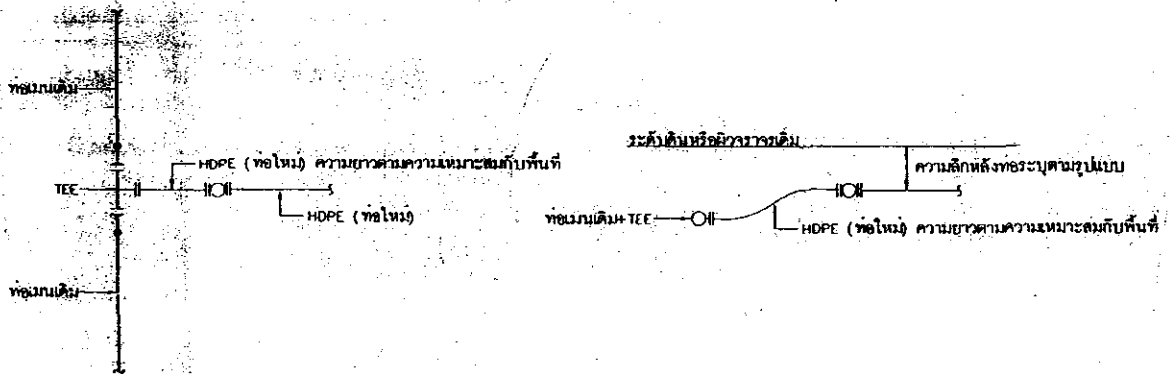 ท่อเมนเดิม
HDPE (ท่อใหม่) ความยาวตามความเหมาะสมกับพื้นที่
TEE
HDPE (ท่อใหม่)
ท่อเมนเดิม
ระดับดินหรือผิวจราจรเดิม
ความลึกหลังท่อระบุตามรูปแบบ
ท่อเมนเดิม+TEE
HDPE (ท่อใหม่) ความยาวตามความเหมาะสมกับพื้นที่